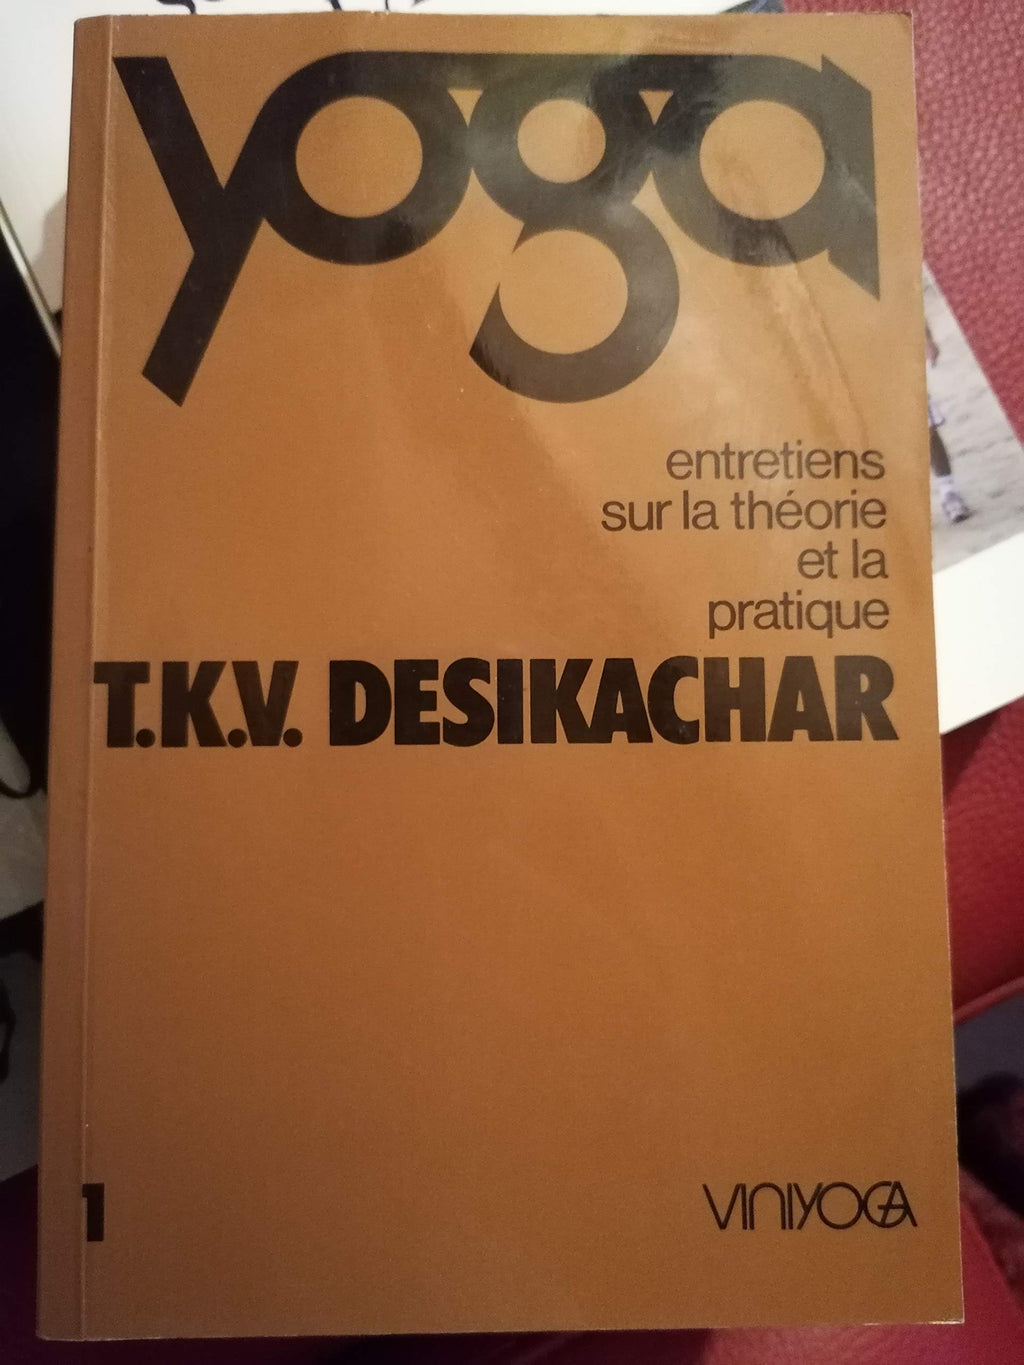 yoga
entretiens
sur la théorie
et la
pratique
T.K.V. DESIKACHAR
1
VINIYOGA